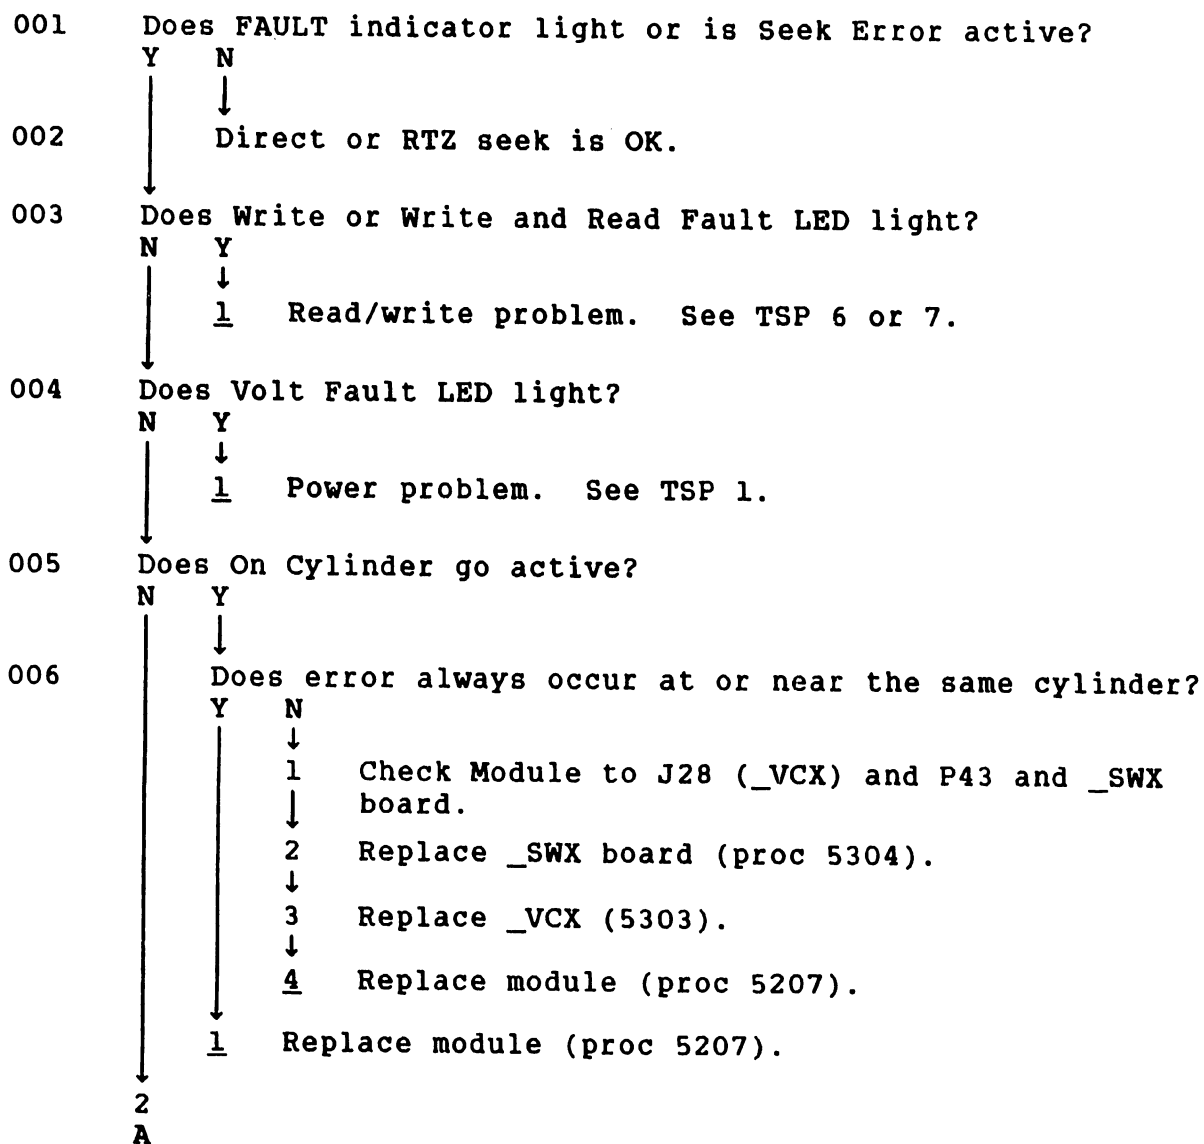 001 Does FAULT indicator light or is Seek Error active?
Y N
002 Direct or RTZ seek is OK.
003 Does Write or Write and Read Fault LED light?
N Y
1 Read/write problem. See TSP 6 or 7.
004 Does Volt Fault LED light?
N Y
1 Power problem. See TSP 1.
005 Does On Cylinder go active?
N Y
006 Does error always occur at or near the same cylinder?
Y N
1 Check Module to J28 (_VCX) and P43 and _SWX
board.
2 Replace _SWX board (proc 5304).
3 Replace _VCX (5303).
4 Replace module (proc 5207).
1 Replace module (proc 5207).
2
A